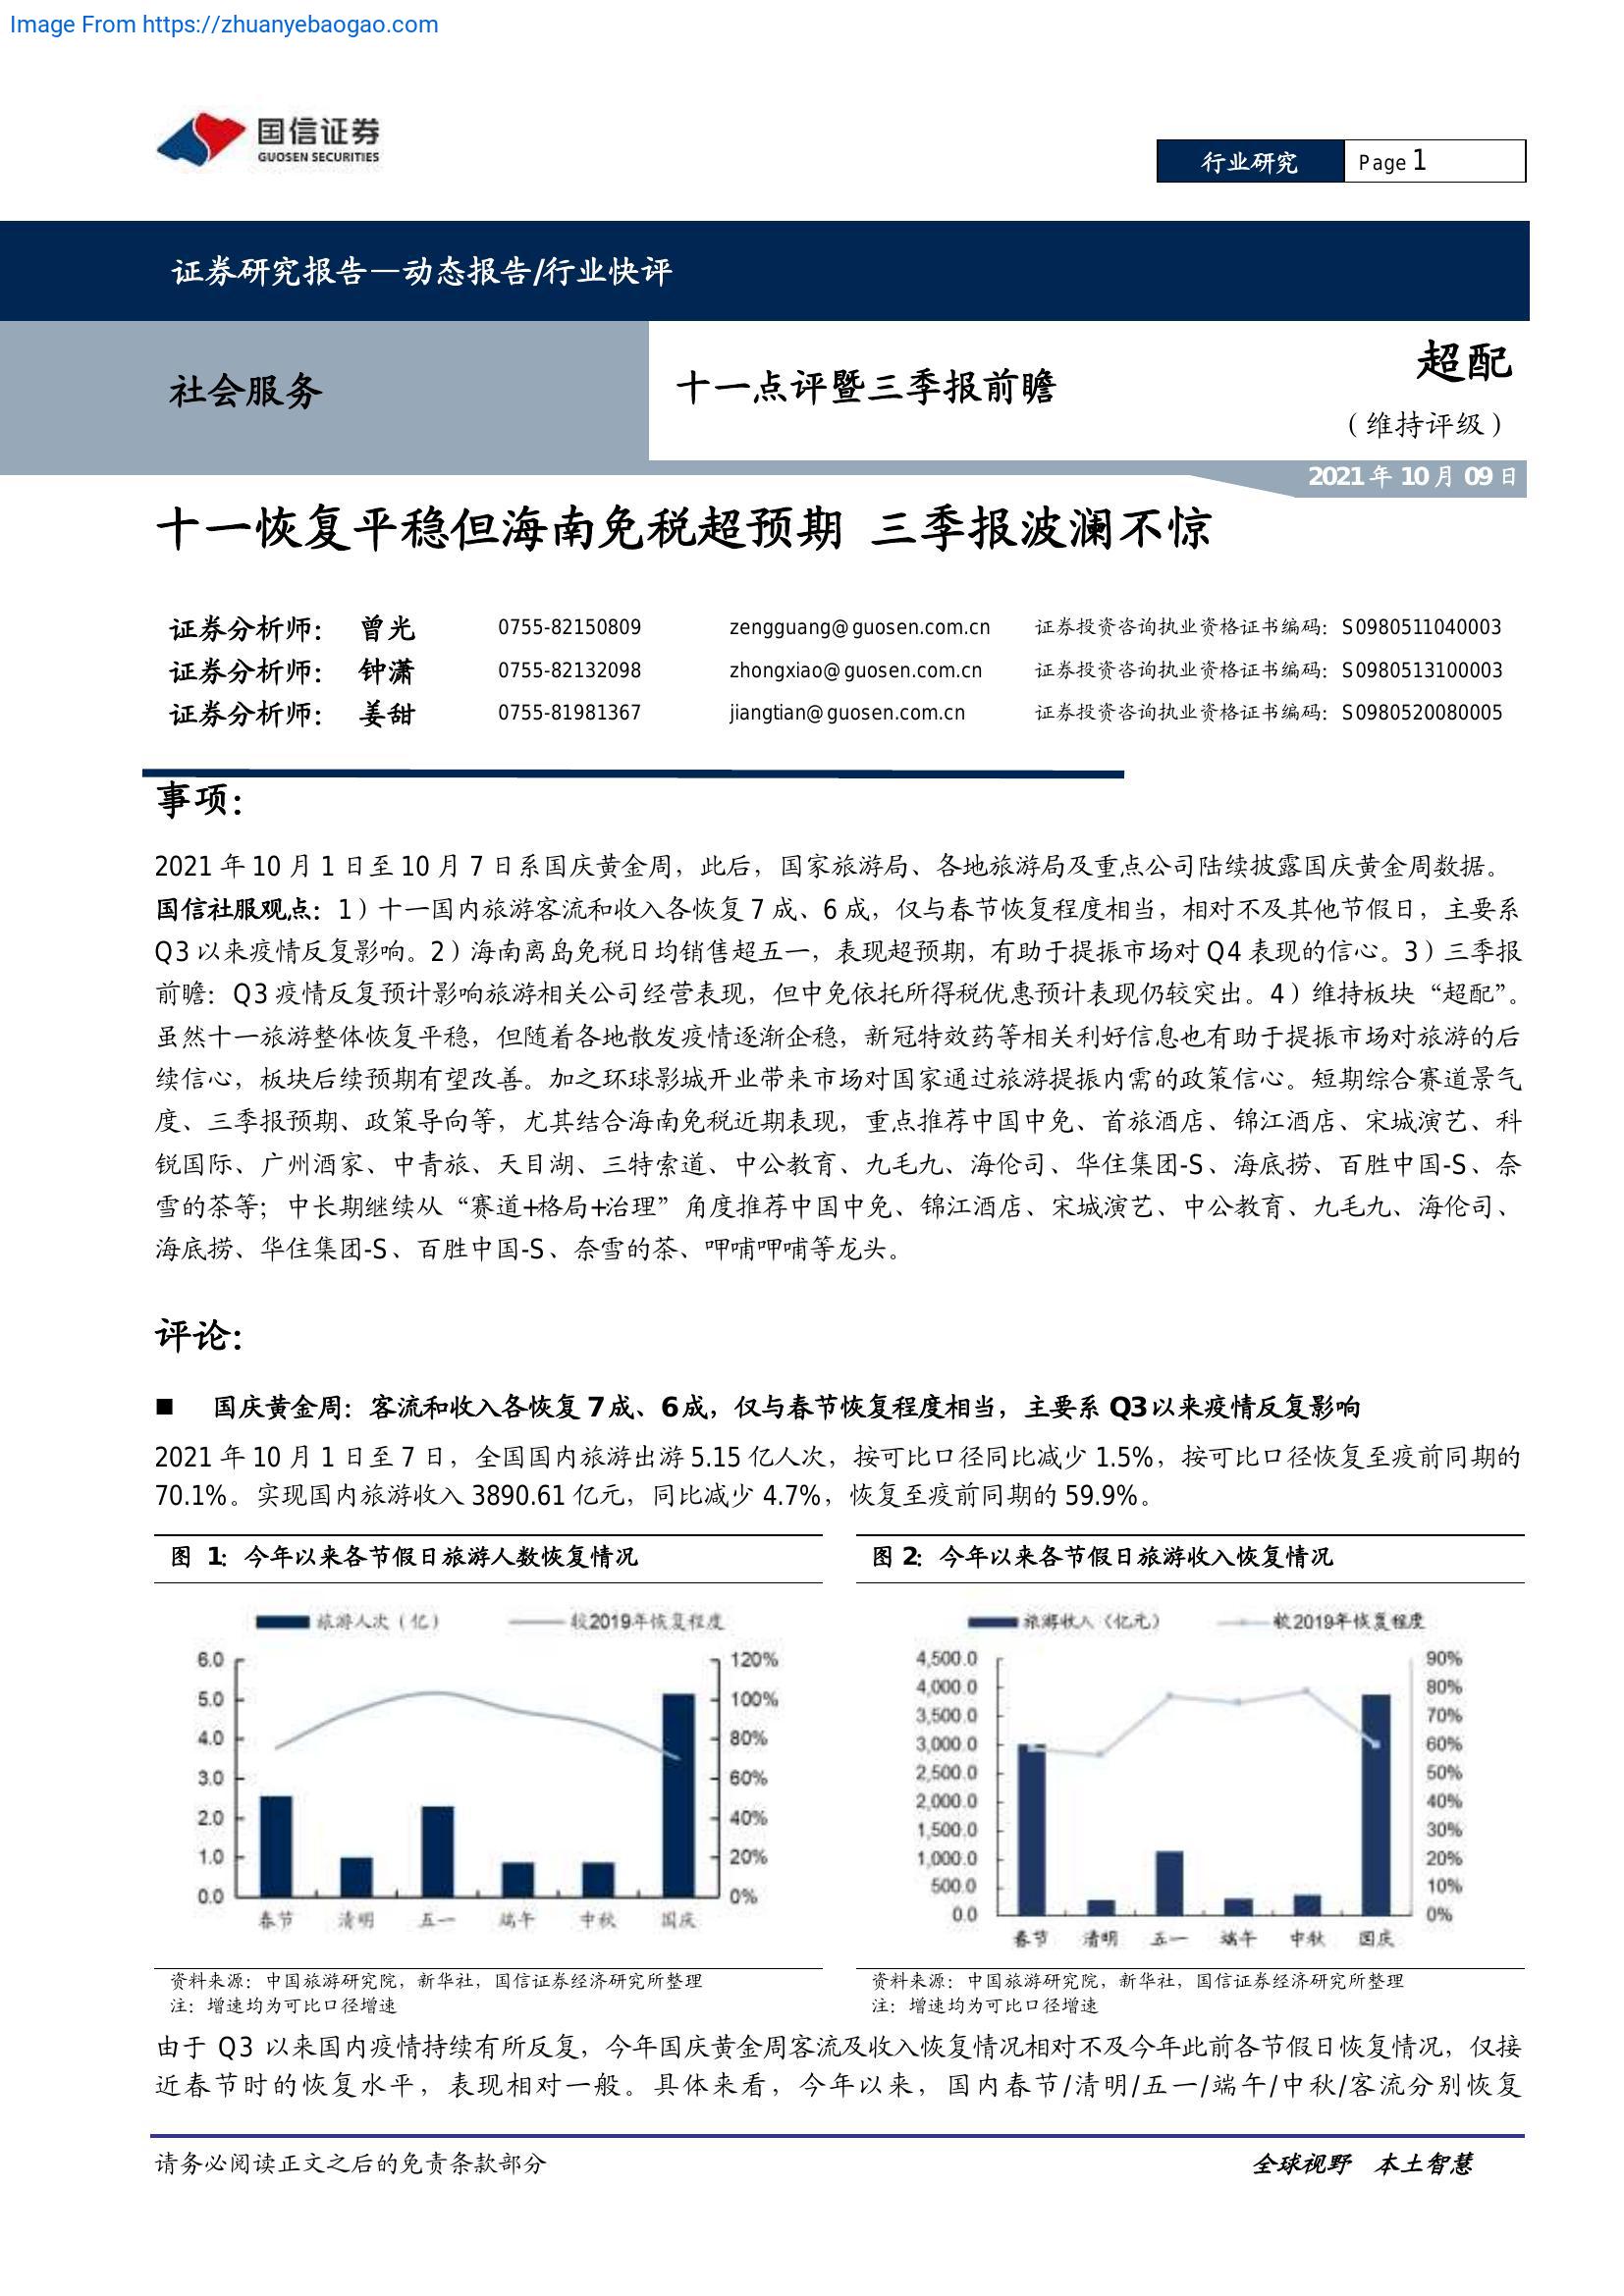 Image From https://zhuanyebaogao.com
国信证券
GUOSEN SECURITIES
行业研究
Page 1
证券研究报告—动态报告/行业快评
社会服务
十一点评暨三季报前瞻
超配
（维持评级）
2021 年 10 月 09 日
十一恢复平稳但海南免税超预期 三季报波澜不惊
证券分析师： 曾光 0755-82150809 zengguang@guosen.com.cn 证券投资咨询执业资格证书编码：S0980511040003
证券分析师： 钟潇 0755-82132098 zhongxiao@guosen.com.cn 证券投资咨询执业资格证书编码：S0980513100003
证券分析师： 姜甜 0755-81981367 jiangtian@guosen.com.cn 证券投资咨询执业资格证书编码：S0980520080005
事项：
2021 年 10 月 1 日至 10 月 7 日系国庆黄金周，此后，国家旅游局、各地旅游局及重点公司陆续披露国庆黄金周数据。
国信社服观点：1）十一国内旅游客流和收入各恢复 7 成、6 成，仅与春节恢复程度相当，相对不及其他节假日，主要系
Q3 以来疫情反复影响。2）海南离岛免税日均销售超五一，表现超预期，有助于提振市场对 Q4 表现的信心。3）三季报
前瞻：Q3 疫情反复预计影响旅游相关公司经营表现，但中免依托所得税优惠预计表现仍较突出。4）维持板块“超配”。
虽然十一旅游整体恢复平稳，但随着各地散发疫情逐渐企稳，新冠特效药等相关利好信息也有助于提振市场对旅游的后
续信心，板块后续预期有望改善。加之环球影城开业带来市场对国家通过旅游提振内需的政策信心。短期综合赛道景气
度、三季报预期、政策导向等，尤其结合海南免税近期表现，重点推荐中国中免、首旅酒店、锦江酒店、宋城演艺、科
锐国际、广州酒家、中青旅、天目湖、三特索道、中公教育、九毛九、海伦司、华住集团-S、海底捞、百胜中国-S、奈
雪的茶等；中长期继续从“赛道+格局+治理”角度推荐中国中免、锦江酒店、宋城演艺、中公教育、九毛九、海伦司、
海底捞、华住集团-S、百胜中国-S、奈雪的茶、呷哺呷哺等龙头。
评论：
■ 国庆黄金周：客流和收入各恢复 7 成、6 成，仅与春节恢复程度相当，主要系 Q3 以来疫情反复影响
2021 年 10 月 1 日至 7 日，全国国内旅游出游 5.15 亿人次，按可比口径同比减少 1.5%，按可比口径恢复至疫前同期的
70.1%。实现国内旅游收入 3890.61 亿元，同比减少 4.7%，恢复至疫前同期的 59.9%。
图 1：今年以来各节假日旅游人数恢复情况
旅游人次（亿） 较2019年恢复程度
6.0 120%
5.0 100%
4.0 80%
3.0 60%
2.0 40%
1.0 20%
0.0 0%
春节 清明 五一 端午 中秋 国庆
资料来源：中国旅游研究院，新华社，国信证券经济研究所整理
注：增速均为可比口径增速
图 2：今年以来各节假日旅游收入恢复情况
旅游收入（亿元） 较2019年恢复程度
4,500.0 90%
4,000.0 80%
3,500.0 70%
3,000.0 60%
2,500.0 50%
2,000.0 40%
1,500.0 30%
1,000.0 20%
500.0 10%
0.0 0%
春节 清明 五一 端午 中秋 国庆
资料来源：中国旅游研究院，新华社，国信证券经济研究所整理
注：增速均为可比口径增速
由于 Q3 以来国内疫情持续有所反复，今年国庆黄金周客流及收入恢复情况相对不及今年此前各节假日恢复情况，仅接
近春节时的恢复水平，表现相对一般。具体来看，今年以来，国内春节/清明/五一/端午/中秋/客流分别恢复
请务必阅读正文之后的免责条款部分
全球视野 本土智慧